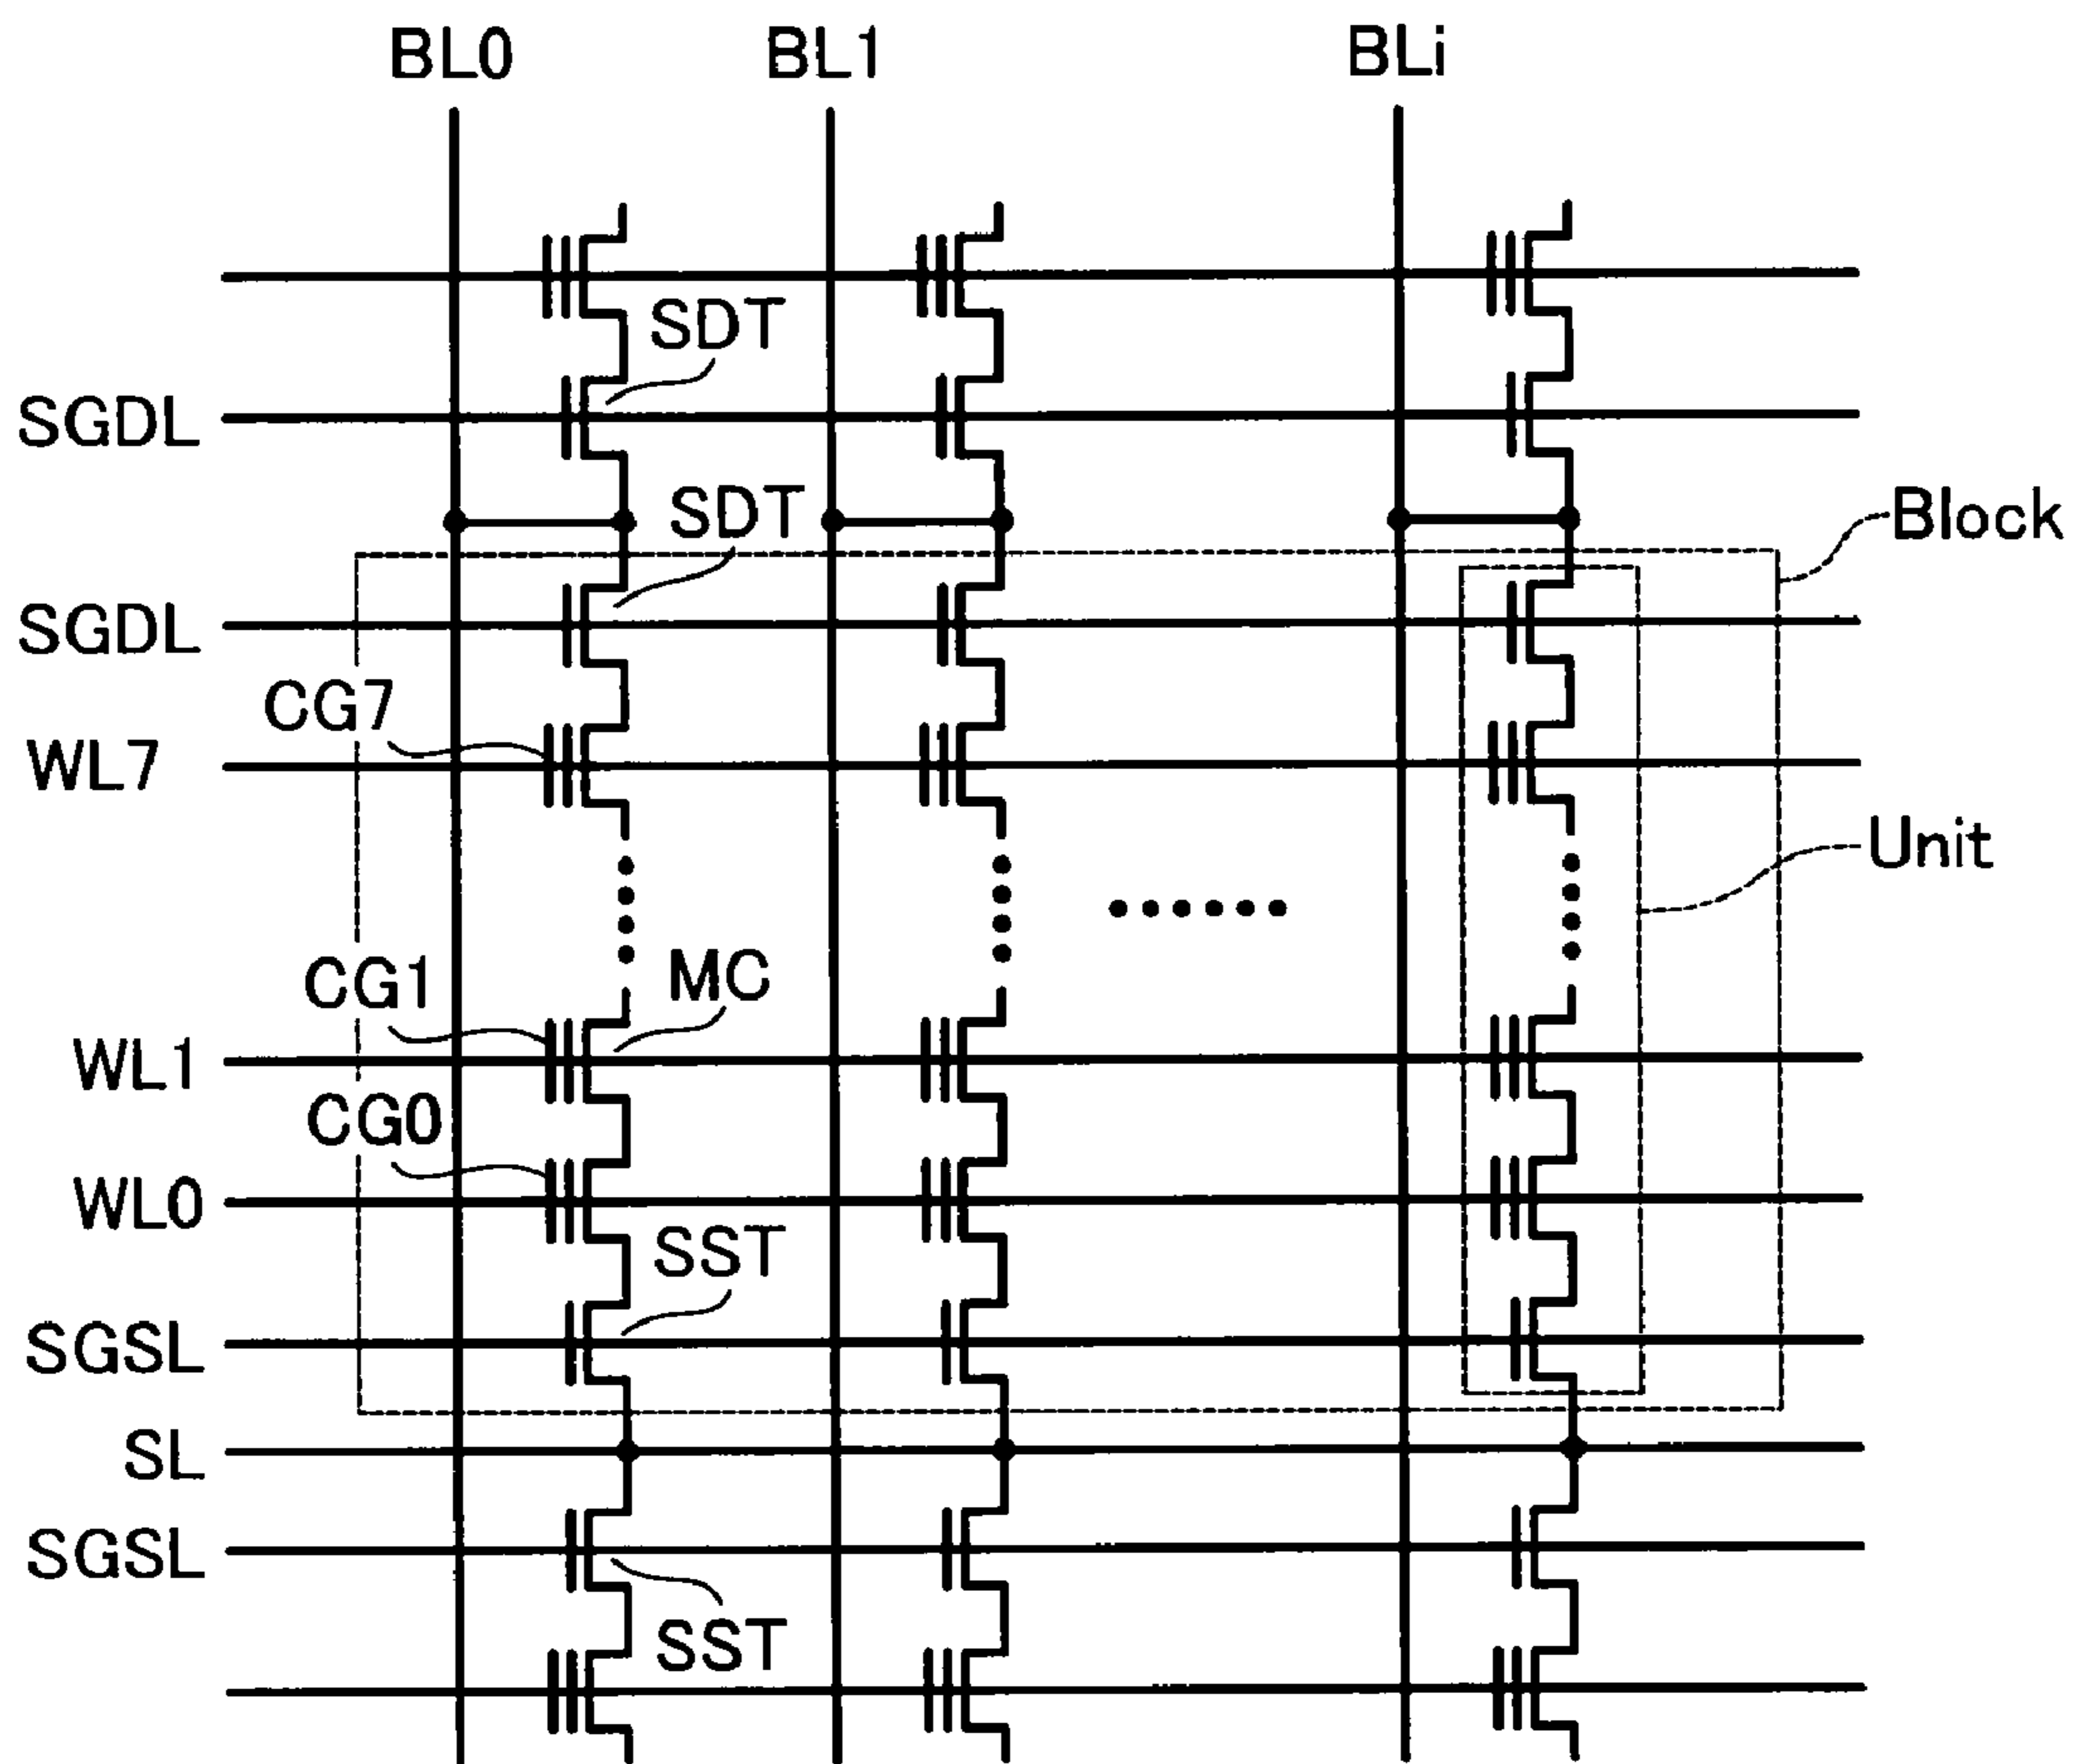 BL0 BL1 BLi
SDT
SGDL
SDT
Block
SGDL
CG7
WL7
Unit
CG1 MC
WL1
CG0
WL0
SST
SGSL
SL
SGSL
SST